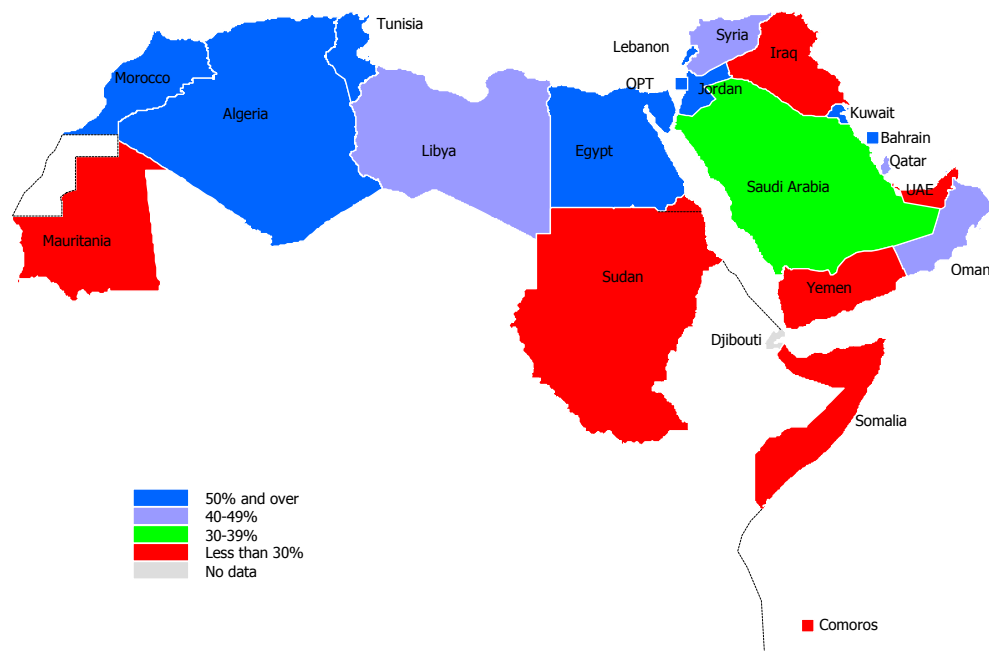 Tunisia
Syria
Lebanon
Iraq
Morocco
OPT
Jordan
Algeria
Kuwait
Bahrain
Libya
Egypt
Qatar
Saudi Arabia
UAE
Mauritania
Oman
Sudan
Yemen
Djibouti
Somalia
50% and over
40-49%
30-39%
Less than 30%
No data
Comoros